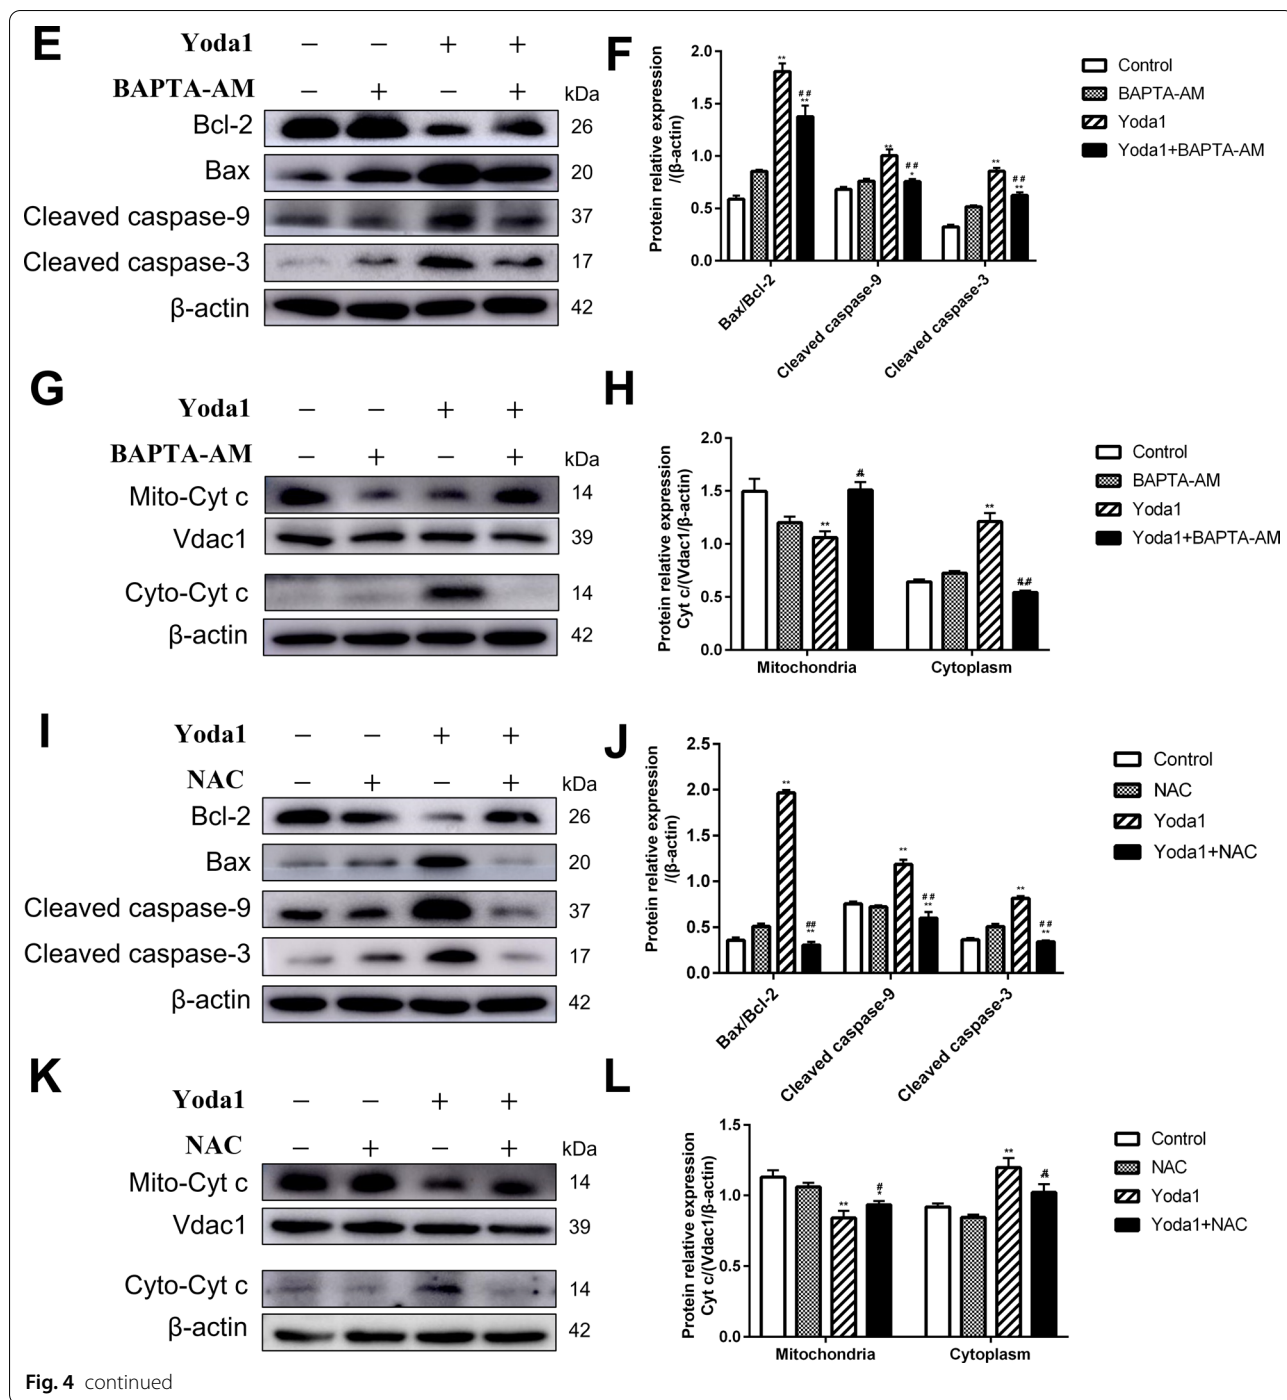 E
Yoda1 − − + +
BAPTA-AM − + − +
kDa
Bcl-2 26
Bax 20
Cleaved caspase-9 37
Cleaved caspase-3 17
β-actin 42
F
Protein relative expression
/(β-actin)
2.0
1.5
1.0
0.5
0.0
** ## ** ** ## * ** ## **
Bax/Bcl-2
Cleaved caspase-9
Cleaved caspase-3
Control
BAPTA-AM
Yoda1
Yoda1+BAPTA-AM
G
Yoda1 − − + +
BAPTA-AM − + − +
kDa
Mito-Cyt c 14
Vdac1 39
Cyto-Cyt c 14
β-actin 42
H
Protein relative expression
Cyt c/(Vdac1/β-actin)
2.0
1.5
1.0
0.5
0.0
** **
Mitochondria Cytoplasm
Control
BAPTA-AM
Yoda1
Yoda1+BAPTA-AM
I
Yoda1 − − + +
NAC − + − +
kDa
Bcl-2 26
Bax 20
Cleaved caspase-9 37
Cleaved caspase-3 17
β-actin 42
J
Protein relative expression
/(β-actin)
2.5
2.0
1.5
1.0
0.5
0.0
** ## ** ** ## ** ** ## **
Bax/Bcl-2
Cleaved caspase-9
Cleaved caspase-3
Control
NAC
Yoda1
Yoda1+NAC
K
Yoda1 − − + +
NAC − + − +
kDa
Mito-Cyt c 14
Vdac1 39
Cyto-Cyt c 14
β-actin 42
L
Protein relative expression
Cyt c/(Vdac1/β-actin)
1.5
1.0
0.5
0.0
** # * **
Mitochondria Cytoplasm
Control
NAC
Yoda1
Yoda1+NAC
Fig. 4 continued